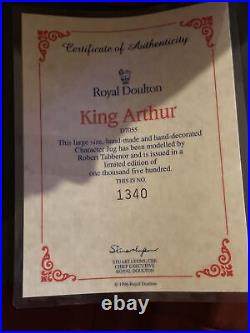 Certificate of Authenticity
Royal Doulton
King Arthur
D7055
This large size, hand-made and hand-decorated
Character Jug has been modelled by
Robert Tabbenor and is issued in a
limited edition of
one thousand five hundred.
THIS IS NO.
1340
STUART LYONS, CBE
CHIEF EXECUTIVE
ROYAL DOULTON
© 1996 Royal Doulton